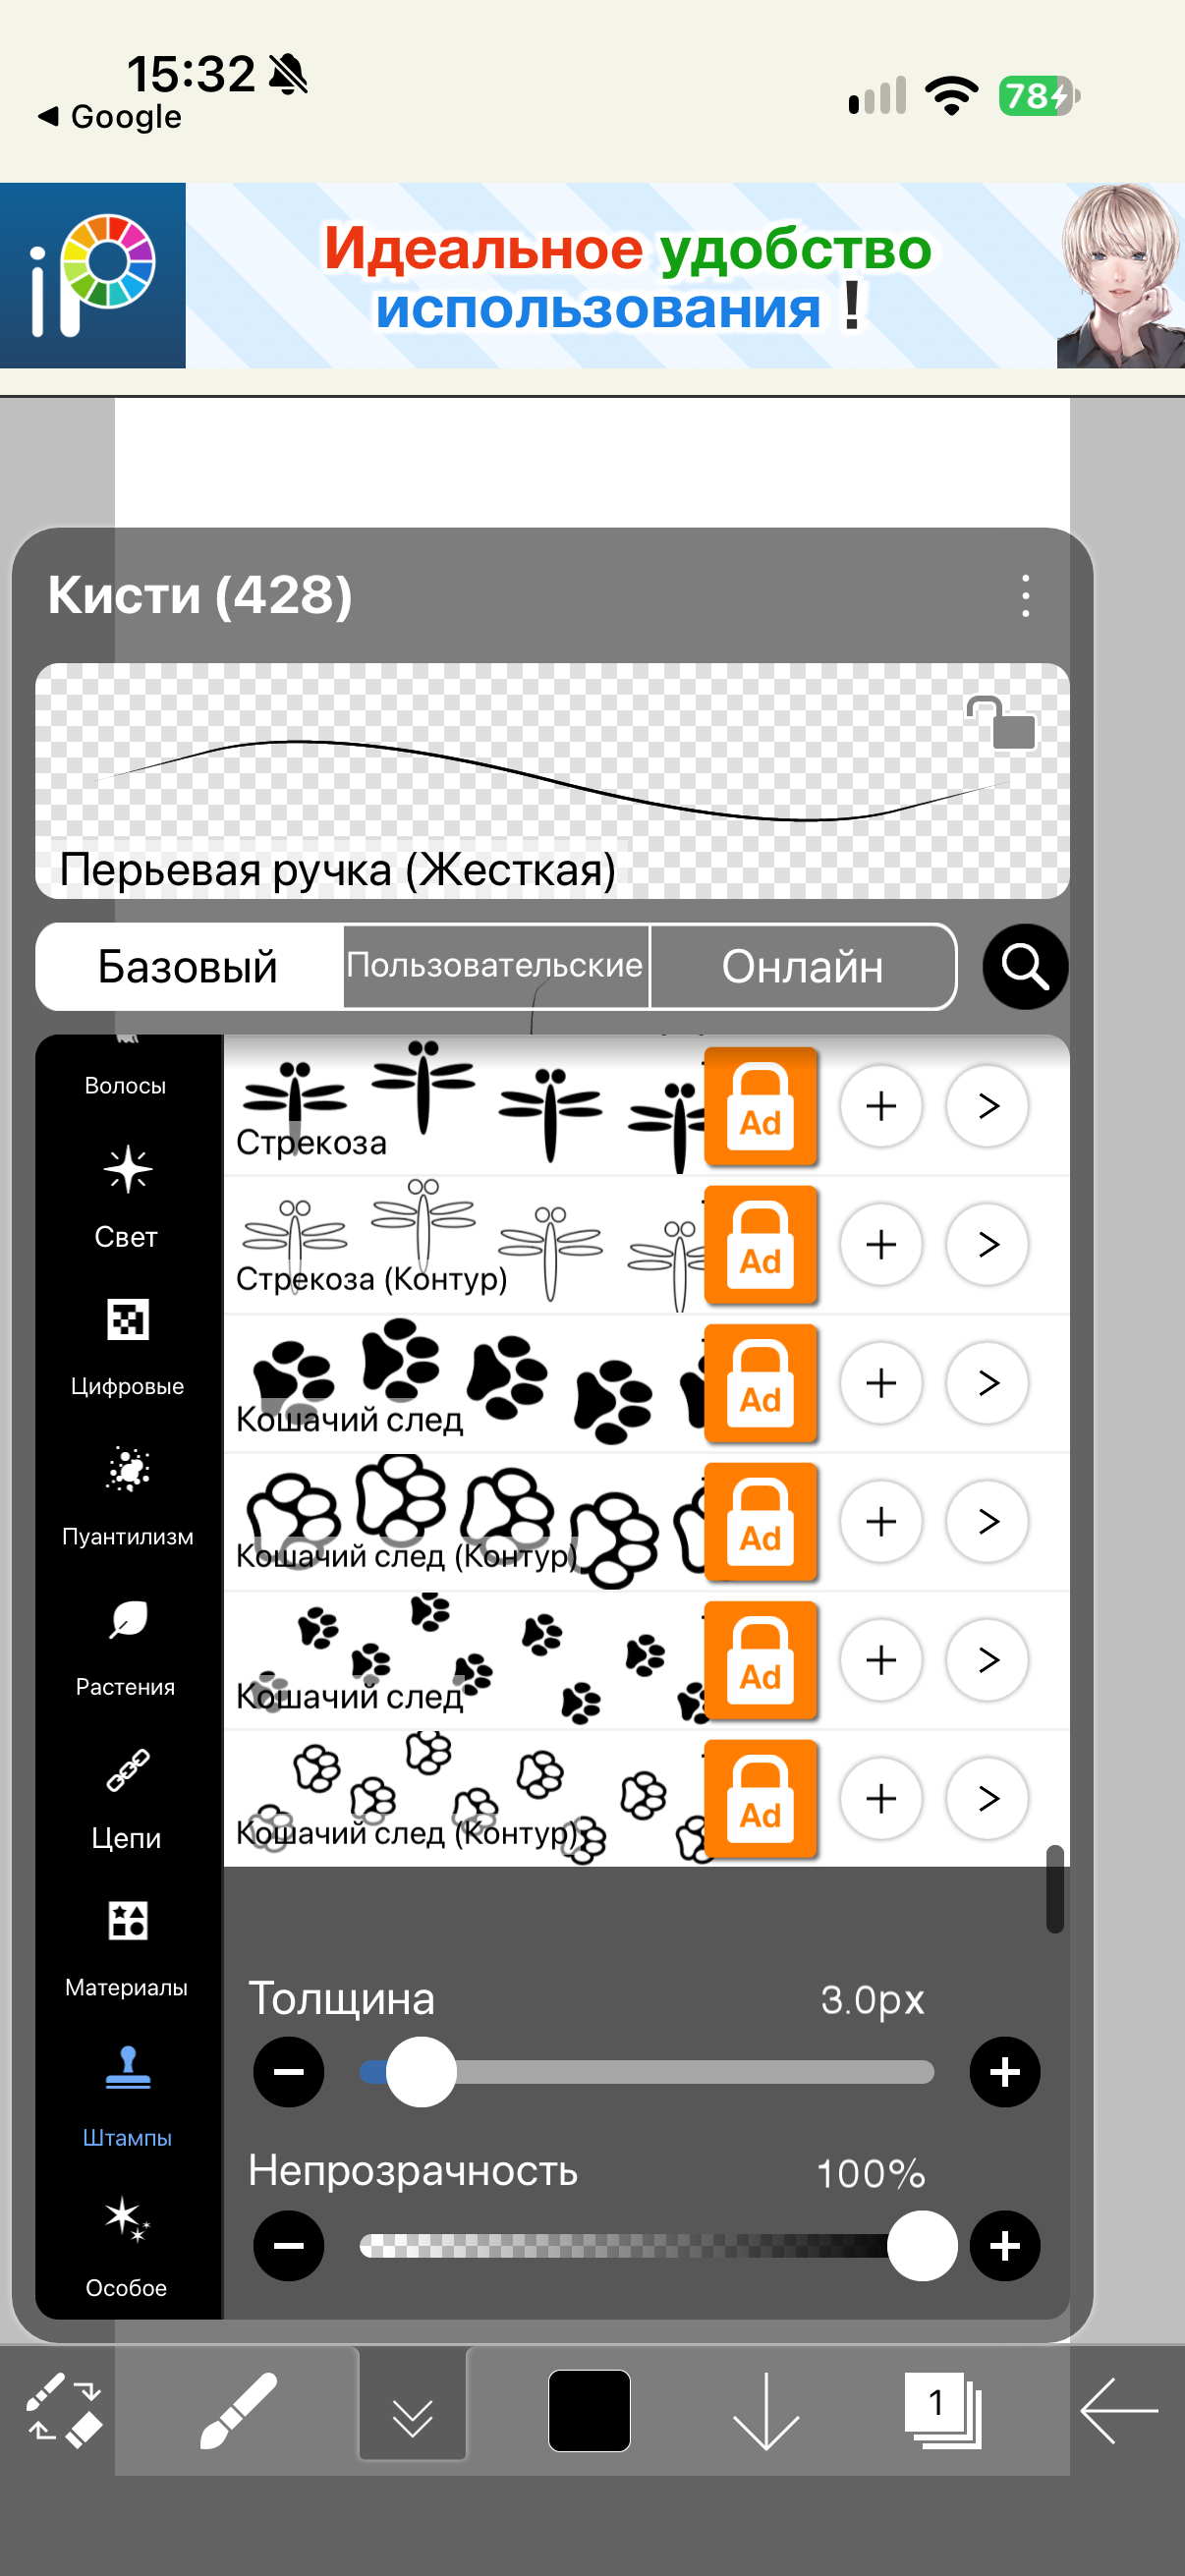 15:32
Google
78
iP
Идеальное удобство
использования !
Кисти (428)
Перьевая ручка (Жесткая)
Базовый
Пользовательские
Онлайн
Волосы
Свет
Цифровые
Пуантилизм
Растения
Цепи
Материалы
Штампы
Особое
Стрекоза
Ad
Стрекоза (Контур)
Ad
Кошачий след
Ad
Кошачий след (Контур)
Ad
Кошачий след
Ad
Кошачий след (Контур)
Ad
Толщина
3.0px
Непрозрачность
100%
1